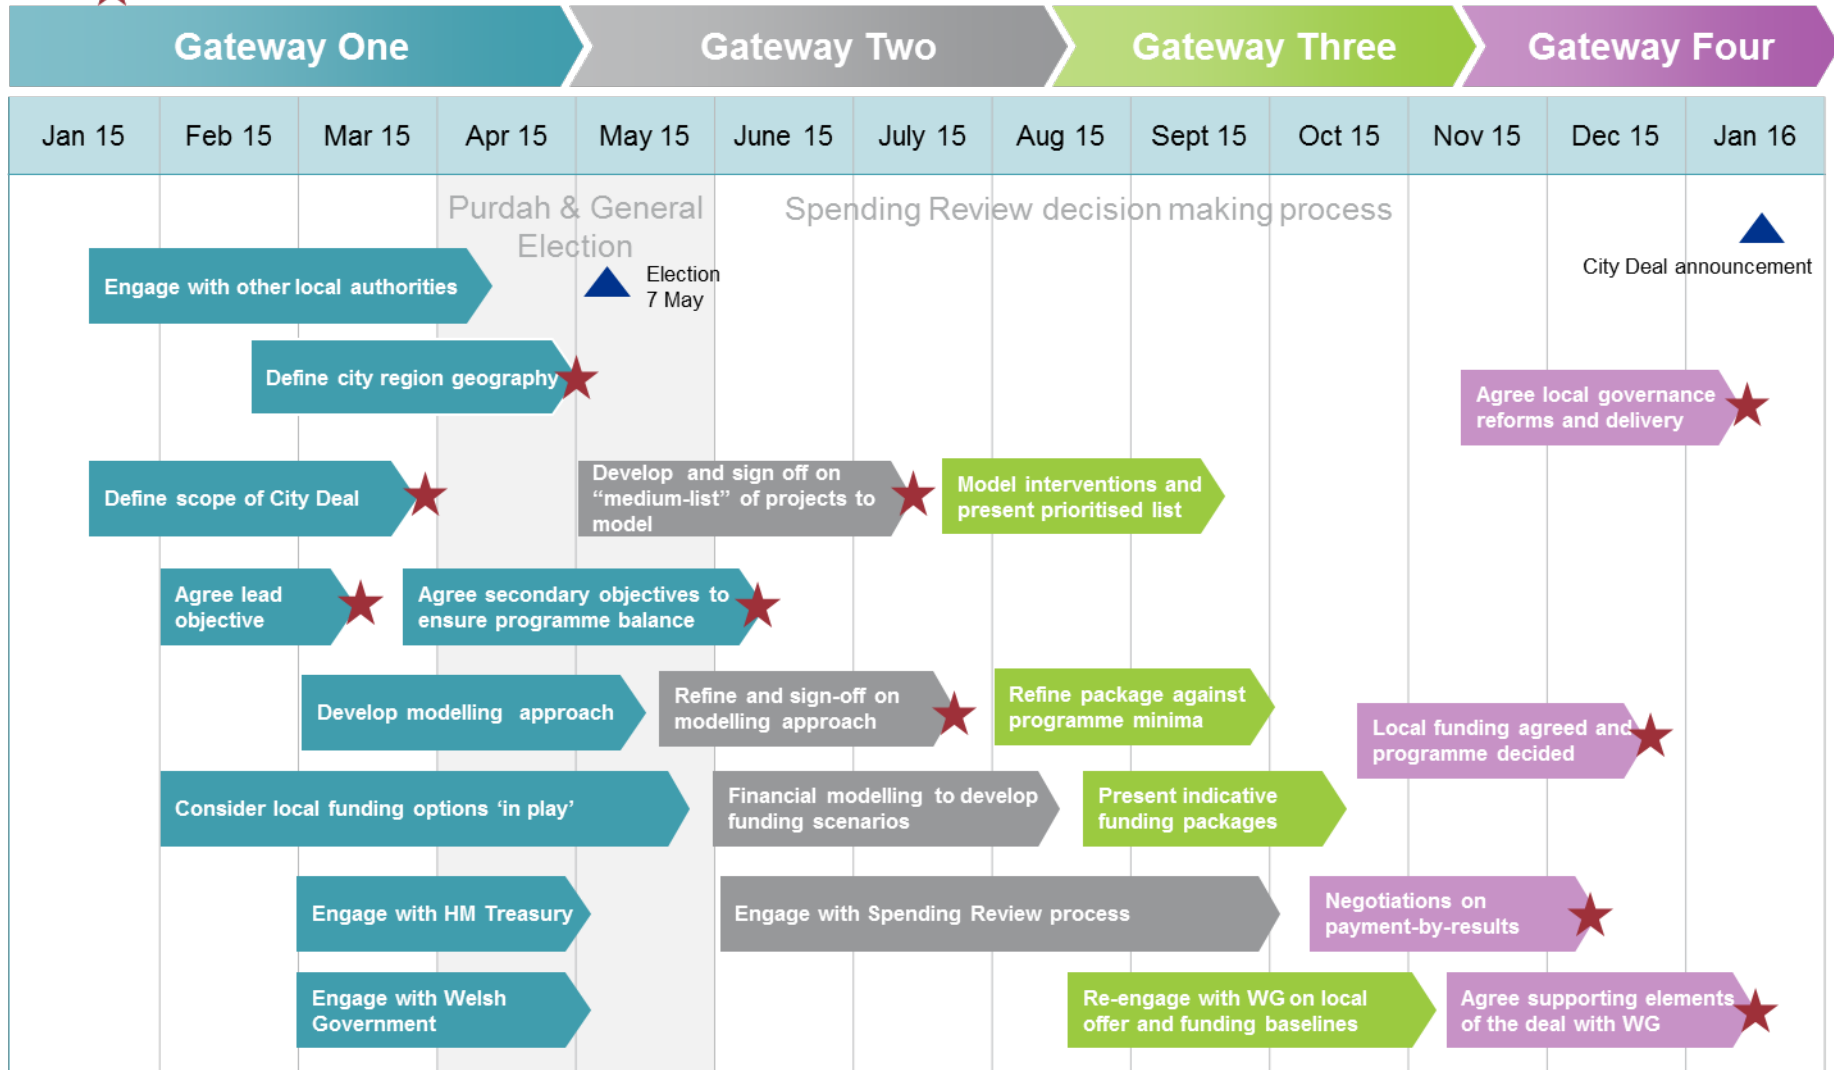 Gateway One
Gateway Two
Gateway Three
Gateway Four
Jan 15
Feb 15
Mar 15
Apr 15
May 15
June 15
July 15
Aug 15
Sept 15
Oct 15
Nov 15
Dec 15
Jan 16
Purdah & General
Election
Spending Review decision making process
Election
7 May
City Deal announcement
Engage with other local authorities
Define city region geography
Agree local governance
reforms and delivery
Define scope of City Deal
Develop and sign off on
“medium-list” of projects to
model
Model interventions and
present prioritised list
Agree lead
objective
Agree secondary objectives to
ensure programme balance
Develop modelling approach
Refine and sign-off on
modelling approach
Refine package against
programme minima
Local funding agreed and
programme decided
Consider local funding options ‘in play’
Financial modelling to develop
funding scenarios
Present indicative
funding packages
Engage with HM Treasury
Engage with Spending Review process
Negotiations on
payment-by-results
Engage with Welsh
Government
Re-engage with WG on local
offer and funding baselines
Agree supporting elements
of the deal with WG